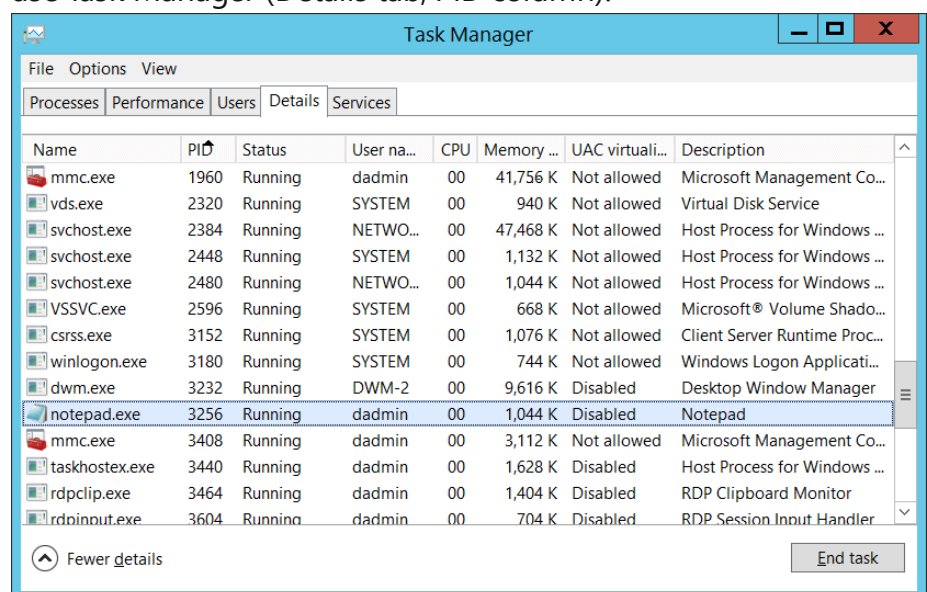 Task Manager
File Options View
Processes Performance Users Details Services
Name PID Status User na... CPU Memory ... UAC virtuali... Description
mmc.exe 1960 Running dadmin 00 41,756 K Not allowed Microsoft Management Co...
vds.exe 2320 Running SYSTEM 00 940 K Not allowed Virtual Disk Service
svchost.exe 2384 Running NETWO... 00 47,468 K Not allowed Host Process for Windows ...
svchost.exe 2448 Running SYSTEM 00 1,132 K Not allowed Host Process for Windows ...
svchost.exe 2480 Running NETWO... 00 1,044 K Not allowed Host Process for Windows ...
VSSVC.exe 2596 Running SYSTEM 00 668 K Not allowed Microsoft® Volume Shado...
csrss.exe 3152 Running SYSTEM 00 1,076 K Not allowed Client Server Runtime Proc...
winlogon.exe 3180 Running SYSTEM 00 744 K Not allowed Windows Logon Applicati...
dwm.exe 3232 Running DWM-2 00 9,616 K Disabled Desktop Window Manager
notepad.exe 3256 Running dadmin 00 1,044 K Disabled Notepad
mmc.exe 3408 Running dadmin 00 3,112 K Not allowed Microsoft Management Co...
taskhostex.exe 3440 Running dadmin 00 1,628 K Disabled Host Process for Windows ...
rdpclip.exe 3464 Running dadmin 00 1,404 K Disabled RDP Clipboard Monitor
rdpinput.exe 3604 Running dadmin 00 704 K Disabled RDP Session Input Handler
Fewer details End task